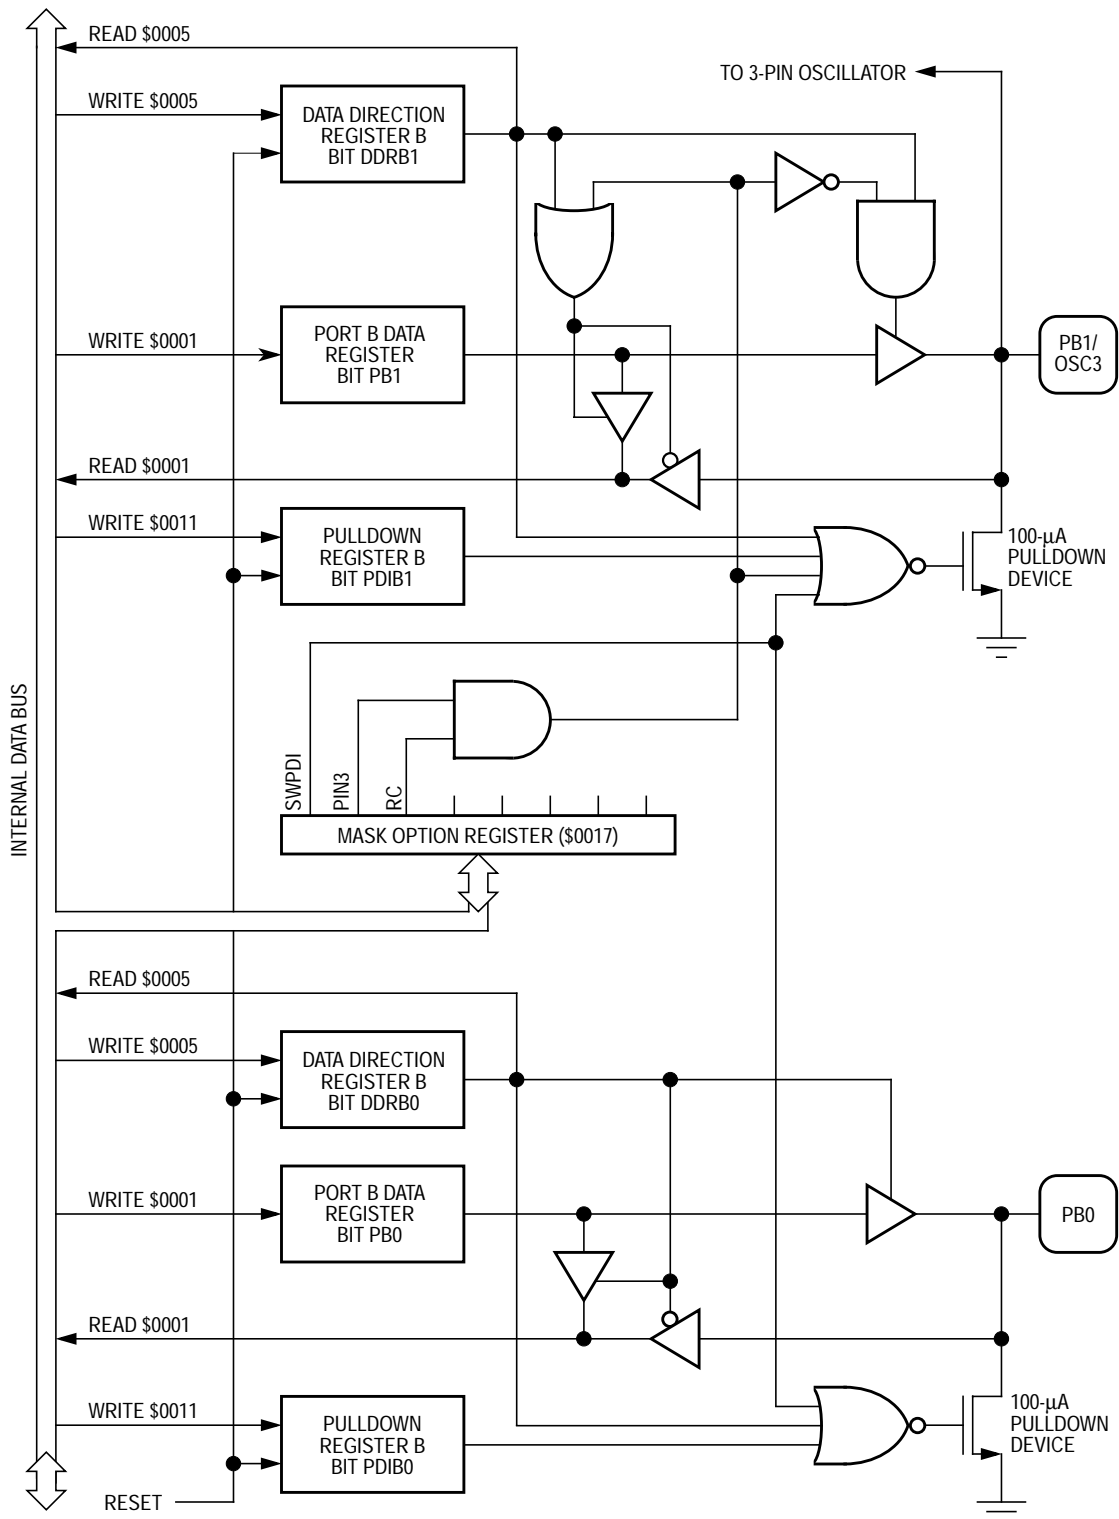 READ $0005
TO 3-PIN OSCILLATOR
WRITE $0005
DATA DIRECTION
REGISTER B
BIT DDRB1
WRITE $0001
PORT B DATA
REGISTER
BIT PB1
PB1/
OSC3
READ $0001
WRITE $0011
PULLDOWN
REGISTER B
BIT PDIB1
100-µA
PULLDOWN
DEVICE
INTERNAL DATA BUS
SWPDI
PIN3
RC
MASK OPTION REGISTER ($0017)
READ $0005
WRITE $0005
DATA DIRECTION
REGISTER B
BIT DDRB0
WRITE $0001
PORT B DATA
REGISTER
BIT PB0
PB0
READ $0001
WRITE $0011
PULLDOWN
REGISTER B
BIT PDIB0
100-µA
PULLDOWN
DEVICE
RESET